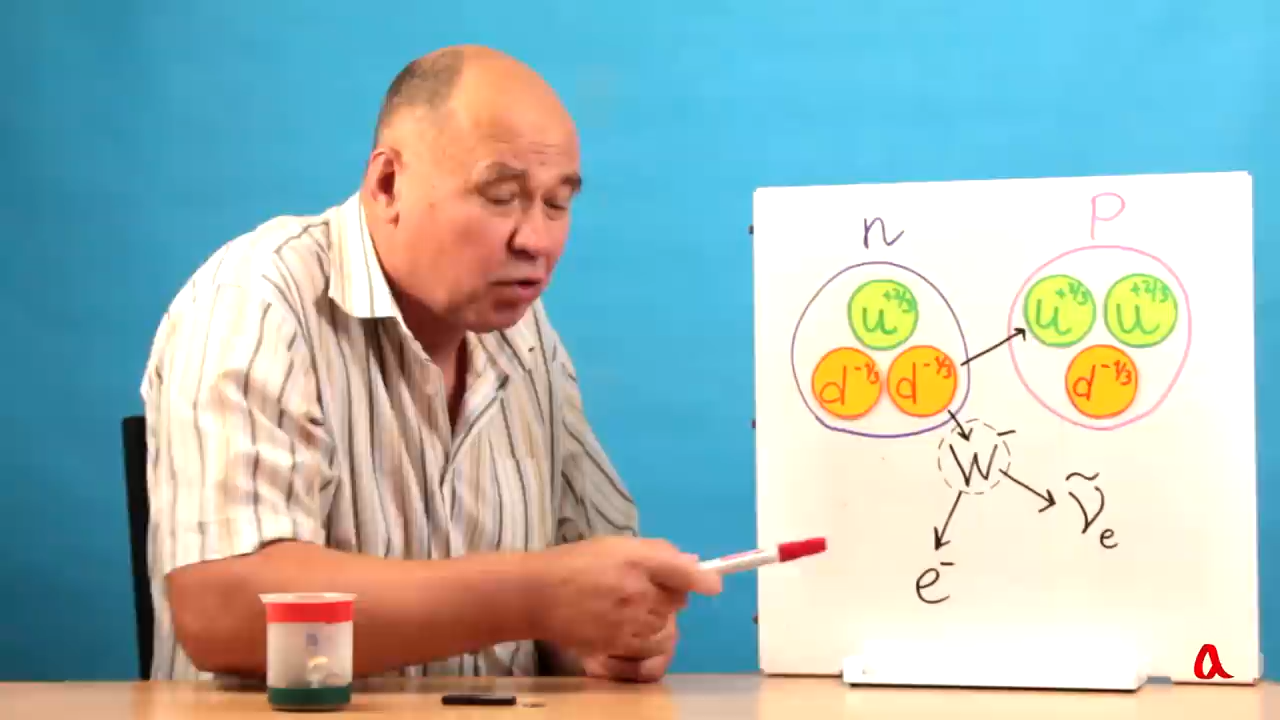 n p
u+2/3 u+2/3 u+2/3
d-1/3 d-1/3 d-1/3
W-
ν̃e
e-
a